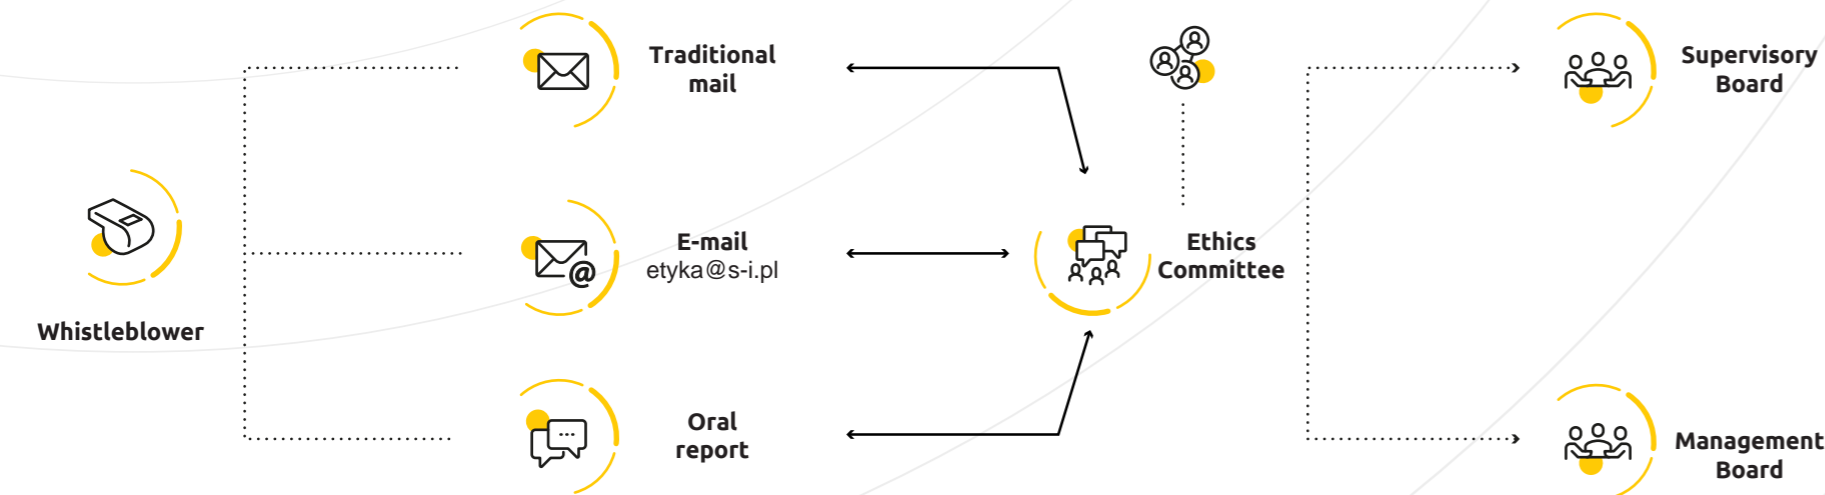 Traditional
mail
Supervisory
Board
Whistleblower
E-mail
etyka@s-i.pl
Ethics
Committee
Oral
report
Management
Board